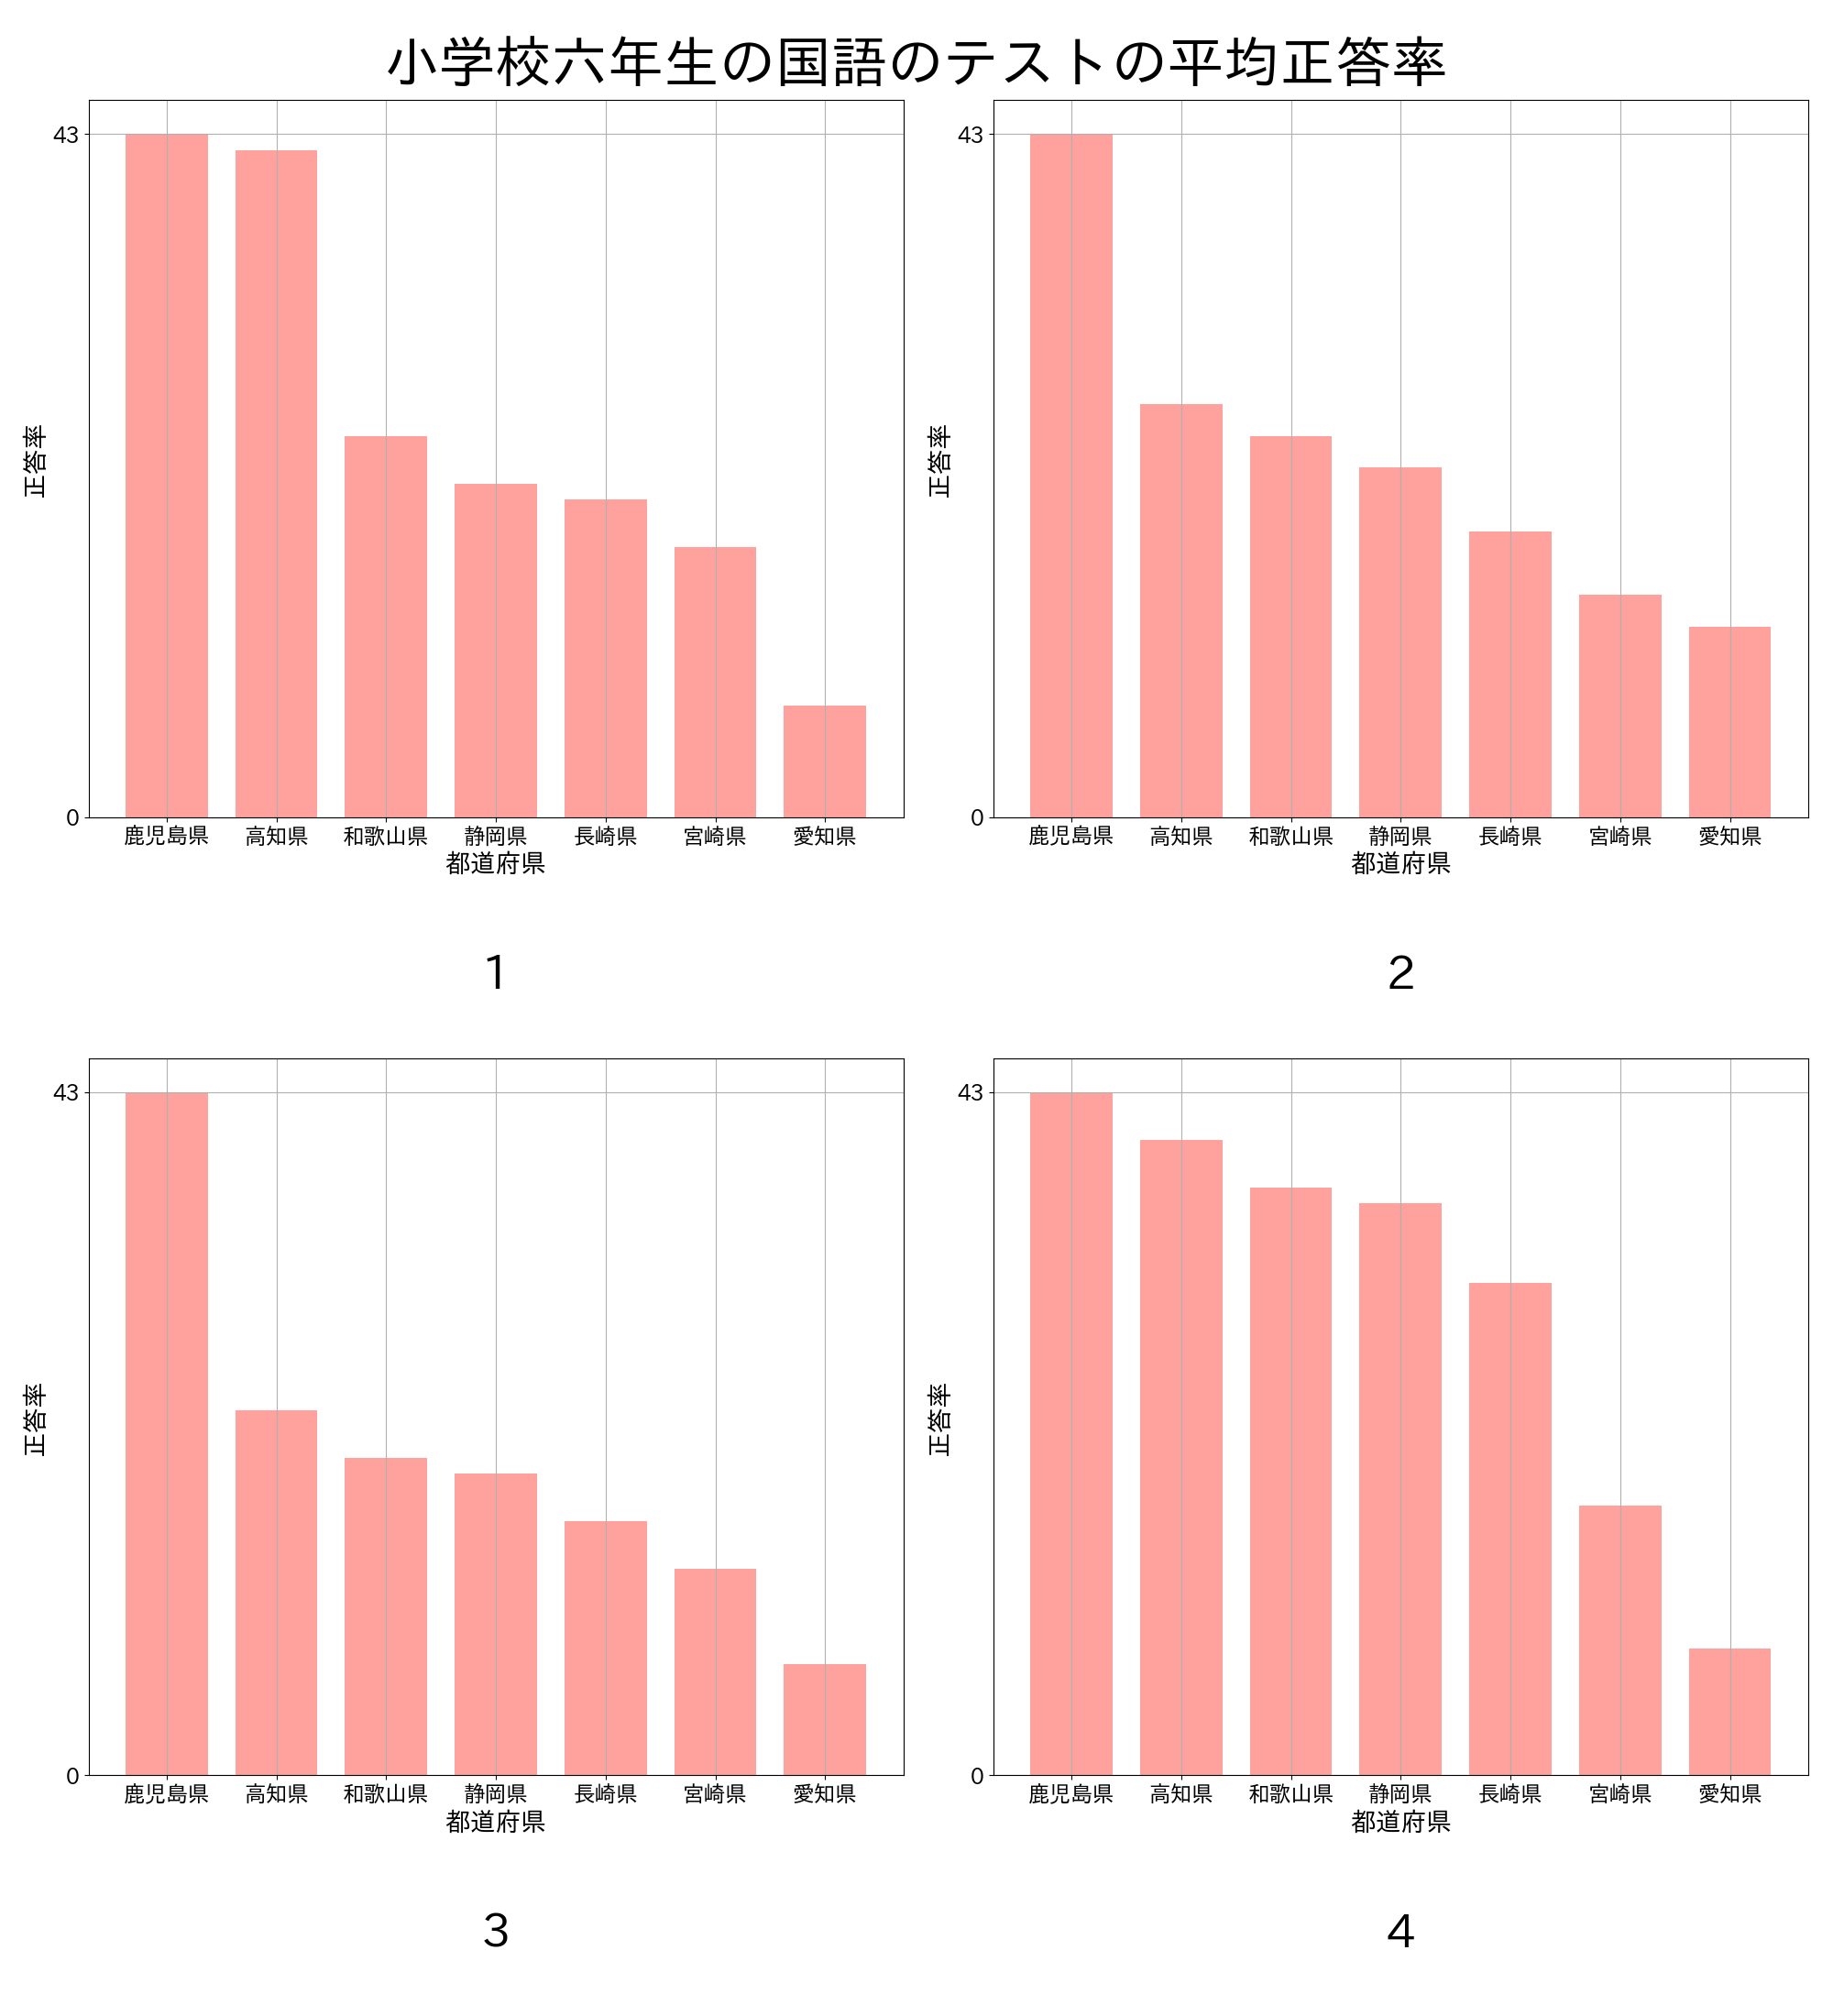 小学校六年生の国語のテストの平均正答率
43
0
正答率
鹿児島県 高知県 和歌山県 静岡県 長崎県 宮崎県 愛知県
都道府県
1
43
0
正答率
鹿児島県 高知県 和歌山県 静岡県 長崎県 宮崎県 愛知県
都道府県
2
43
0
正答率
鹿児島県 高知県 和歌山県 静岡県 長崎県 宮崎県 愛知県
都道府県
3
43
0
正答率
鹿児島県 高知県 和歌山県 静岡県 長崎県 宮崎県 愛知県
都道府県
4